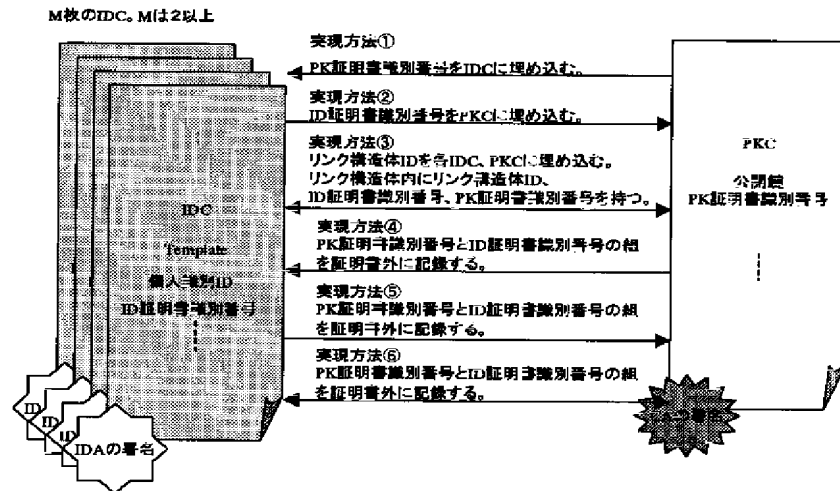 M枚のIDC。Mは2以上
実現方法①
PK証明書識別番号をIDCに埋め込む。
実現方法②
ID証明書識別番号をPKCに埋め込む。
実現方法③
リンク構造体IDを各IDC、PKCに埋め込む。
リンク構造体内にリンク構造体ID、
ID証明書識別番号、PK証明書識別番号を持つ。
実現方法④
PK証明書識別番号とID証明書識別番号の組
を証明書外に記録する。
実現方法⑤
PK証明書識別番号とID証明書識別番号の組
を証明書外に記録する。
実現方法⑥
PK証明書識別番号とID証明書識別番号の組
を証明書外に記録する。
IDC
Template
個人識別ID
ID証明書識別番号
ID
ID
ID
IDAの署名
PKC
公開鍵
PK証明書識別番号
の署名